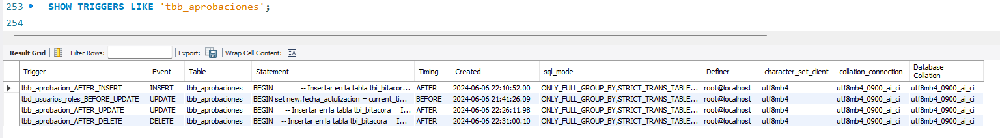 253 SHOW TRIGGERS LIKE 'tbb_aprobaciones';
254
Result Grid Filter Rows: Export: Wrap Cell Content:
Trigger Event Table Statement Timing Created sql_mode Definer character_set_client collation_connection Database Collation
tbb_aprobacion_AFTER_INSERT INSERT tbb_aprobaciones BEGIN -- Insertar en la tabla tbi_bitacor... AFTER 2024-06-06 22:10:52.00 ONLY_FULL_GROUP_BY,STRICT_TRANS_TABLE... root@localhost utf8mb4 utf8mb4_0900_ai_ci utf8mb4_0900_ai_ci
tbd_usuarios_roles_BEFORE_UPDATE UPDATE tbb_aprobaciones BEGIN set new.fecha_actulizacion = current_ti... BEFORE 2024-06-06 21:41:26.09 ONLY_FULL_GROUP_BY,STRICT_TRANS_TABLE... root@localhost utf8mb4 utf8mb4_0900_ai_ci utf8mb4_0900_ai_ci
tbb_aprobacion_AFTER_UPDATE UPDATE tbb_aprobaciones BEGIN -- Insertar en la tabla tbi_bitacora I... AFTER 2024-06-06 22:26:11.98 ONLY_FULL_GROUP_BY,STRICT_TRANS_TABLE... root@localhost utf8mb4 utf8mb4_0900_ai_ci utf8mb4_0900_ai_ci
tbb_aprobacion_AFTER_DELETE DELETE tbb_aprobaciones BEGIN -- Insertar en la tabla tbi_bitacora I... AFTER 2024-06-06 22:31:00.10 ONLY_FULL_GROUP_BY,STRICT_TRANS_TABLE... root@localhost utf8mb4 utf8mb4_0900_ai_ci utf8mb4_0900_ai_ci